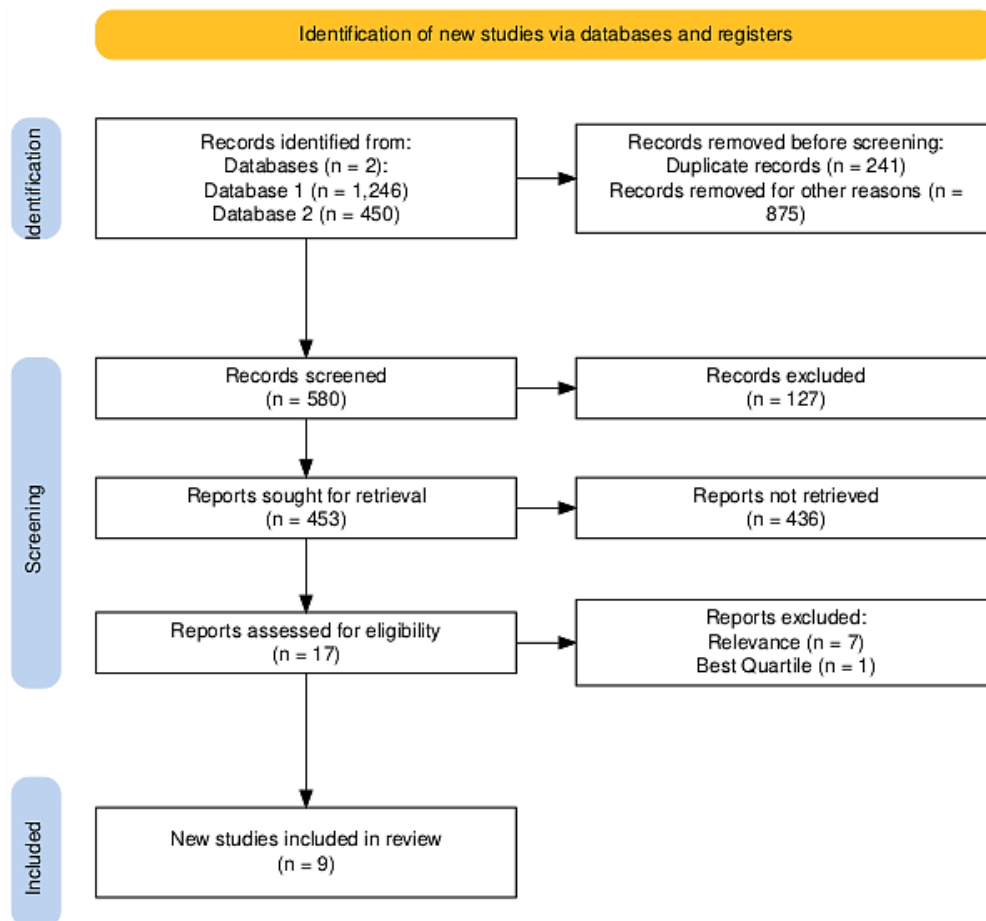 Identification of new studies via databases and registers
Identification
Records identified from:
Databases (n = 2):
Database 1 (n = 1,246)
Database 2 (n = 450)
Records removed before screening:
Duplicate records (n = 241)
Records removed for other reasons (n =
875)
Screening
Records screened
(n = 580)
Records excluded
(n = 127)
Reports sought for retrieval
(n = 453)
Reports not retrieved
(n = 436)
Reports assessed for eligibility
(n = 17)
Reports excluded:
Relevance (n = 7)
Best Quartile (n = 1)
Included
New studies included in review
(n = 9)